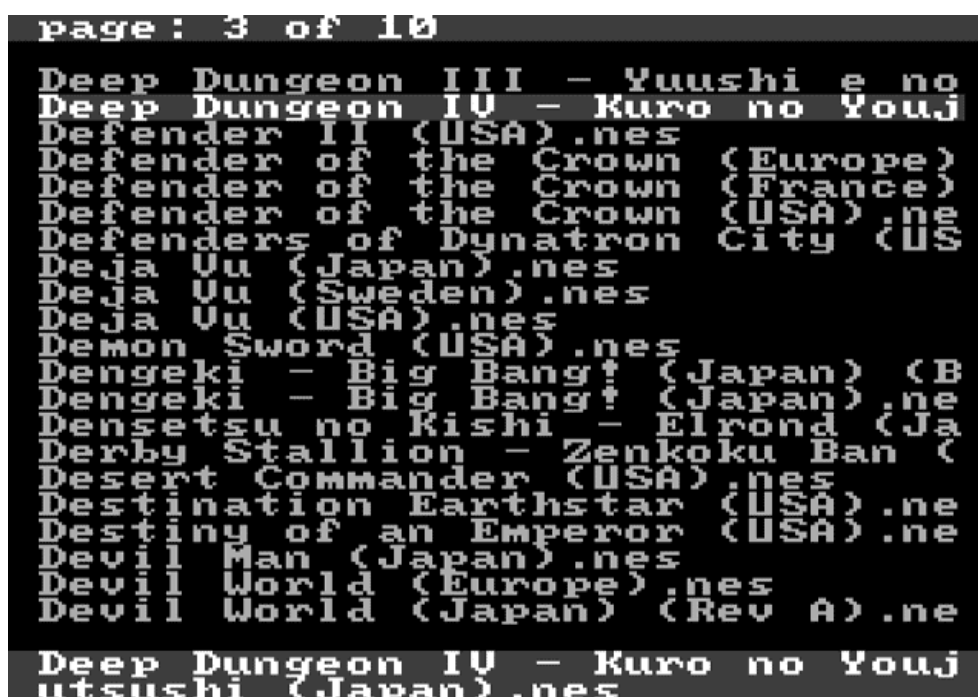 page: 3 of 10
Deep Dungeon III - Yuushi e no
Deep Dungeon IV - Kuro no Youj
Defender II (USA).nes
Defender of the Crown (Europe)
Defender of the Crown (France)
Defender of the Crown (USA).ne
Defenders of Dynatron City (US
Deja Vu (Japan).nes
Deja Vu (Sweden).nes
Deja Vu (USA).nes
Demon Sword (USA).nes
Dengeki - Big Bang! (Japan) (B
Dengeki - Big Bang! (Japan).ne
Densetsu no Kishi - Elrond (Ja
Derby Stallion - Zenkoku Ban (
Desert Commander (USA).nes
Destination Earthstar (USA).ne
Destiny of an Emperor (USA).ne
Devil Man (Japan).nes
Devil World (Europe).nes
Devil World (Japan) (Rev A).ne
Deep Dungeon IV - Kuro no Youj
utsushi (Japan).nes